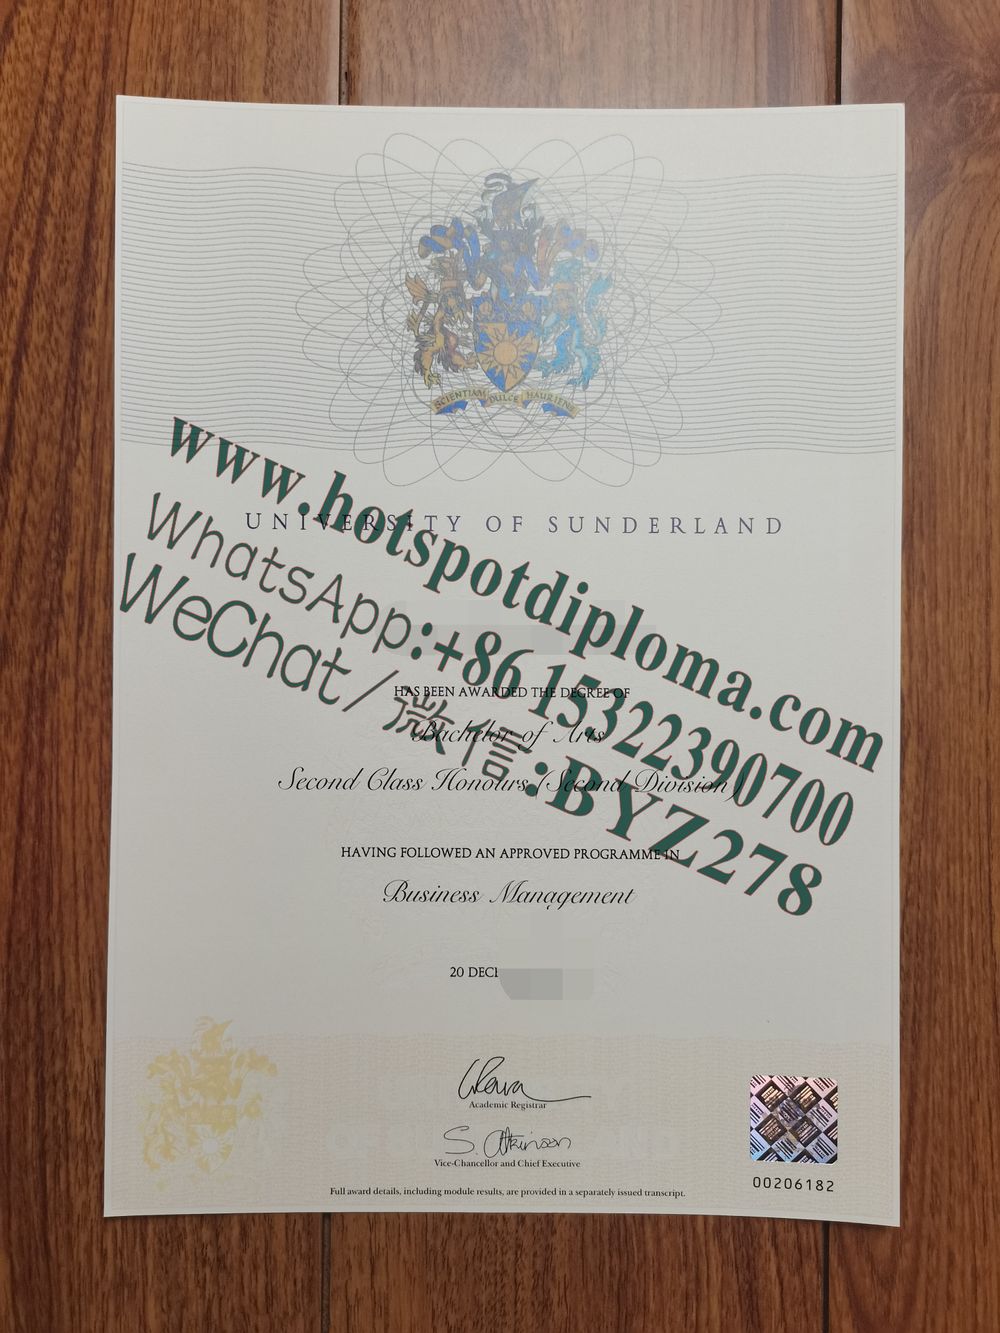 SCIENTIAM DULCE HAURIENS
UNIVERSITY OF SUNDERLAND
www.hotspotdiploma.com
WhatsApp:+86 15322390700
WeChat/微信:BYZ278
HAS BEEN AWARDED THE DEGREE OF
Bachelor of Arts
Second Class Honours (Second Division)
HAVING FOLLOWED AN APPROVED PROGRAMME IN
Business Management
20 DECE
Academic Registrar
S. Atkinson
Vice-Chancellor and Chief Executive
00206182
Full award details, including module results, are provided in a separately issued transcript.